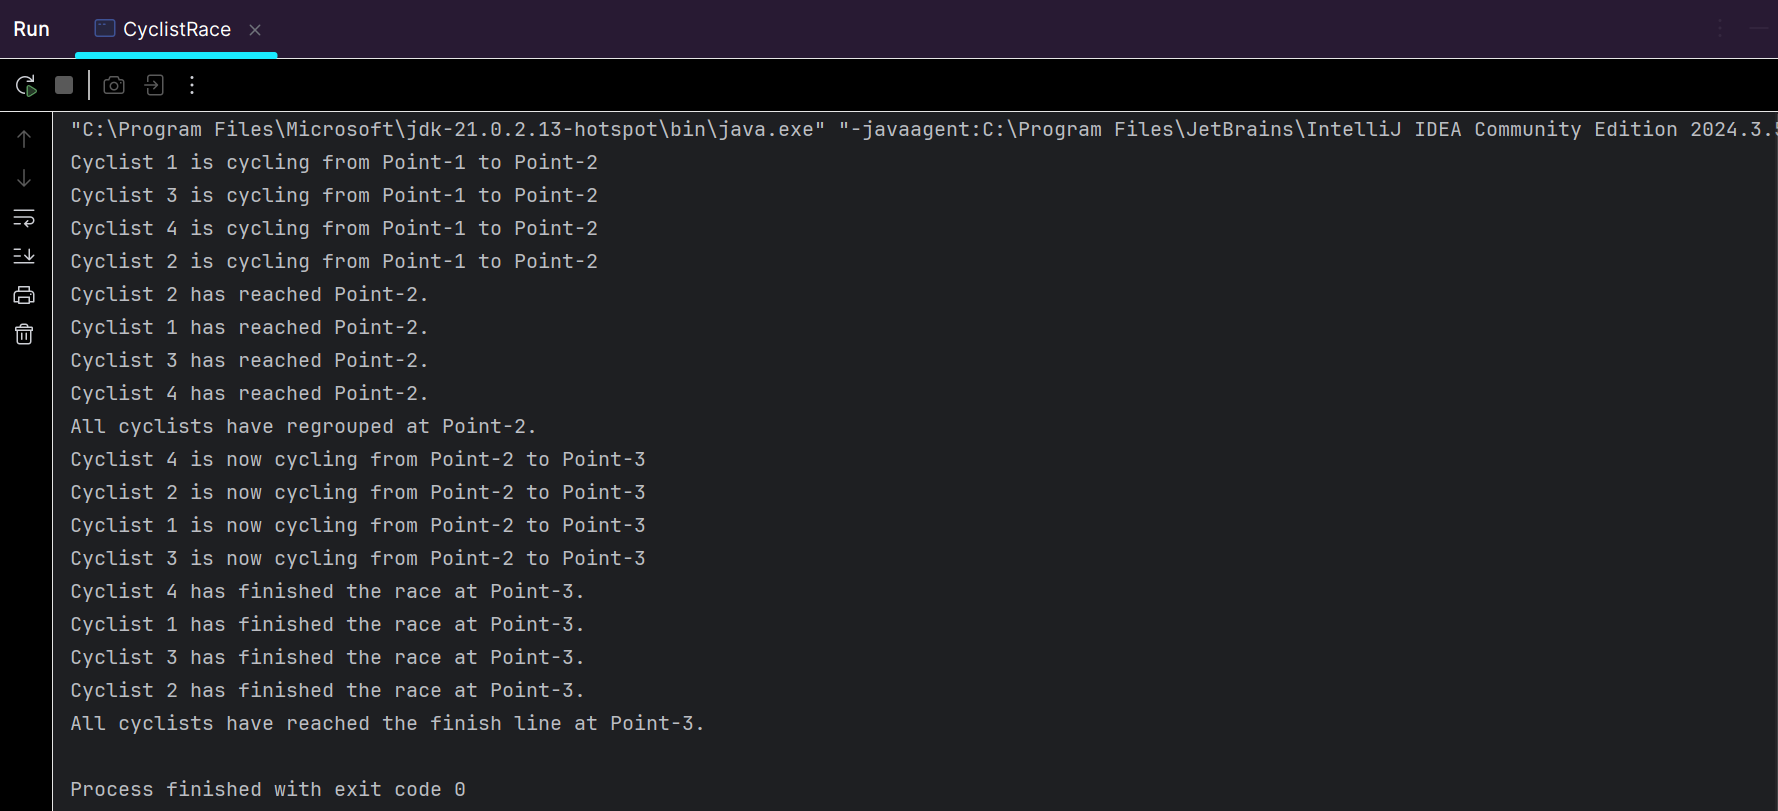 Run CyclistRace
"C:\Program Files\Microsoft\jdk-21.0.2.13-hotspot\bin\java.exe" "-javaagent:C:\Program Files\JetBrains\IntelliJ IDEA Community Edition 2024.3.
Cyclist 1 is cycling from Point-1 to Point-2
Cyclist 3 is cycling from Point-1 to Point-2
Cyclist 4 is cycling from Point-1 to Point-2
Cyclist 2 is cycling from Point-1 to Point-2
Cyclist 2 has reached Point-2.
Cyclist 1 has reached Point-2.
Cyclist 3 has reached Point-2.
Cyclist 4 has reached Point-2.
All cyclists have regrouped at Point-2.
Cyclist 4 is now cycling from Point-2 to Point-3
Cyclist 2 is now cycling from Point-2 to Point-3
Cyclist 1 is now cycling from Point-2 to Point-3
Cyclist 3 is now cycling from Point-2 to Point-3
Cyclist 4 has finished the race at Point-3.
Cyclist 1 has finished the race at Point-3.
Cyclist 3 has finished the race at Point-3.
Cyclist 2 has finished the race at Point-3.
All cyclists have reached the finish line at Point-3.
Process finished with exit code 0